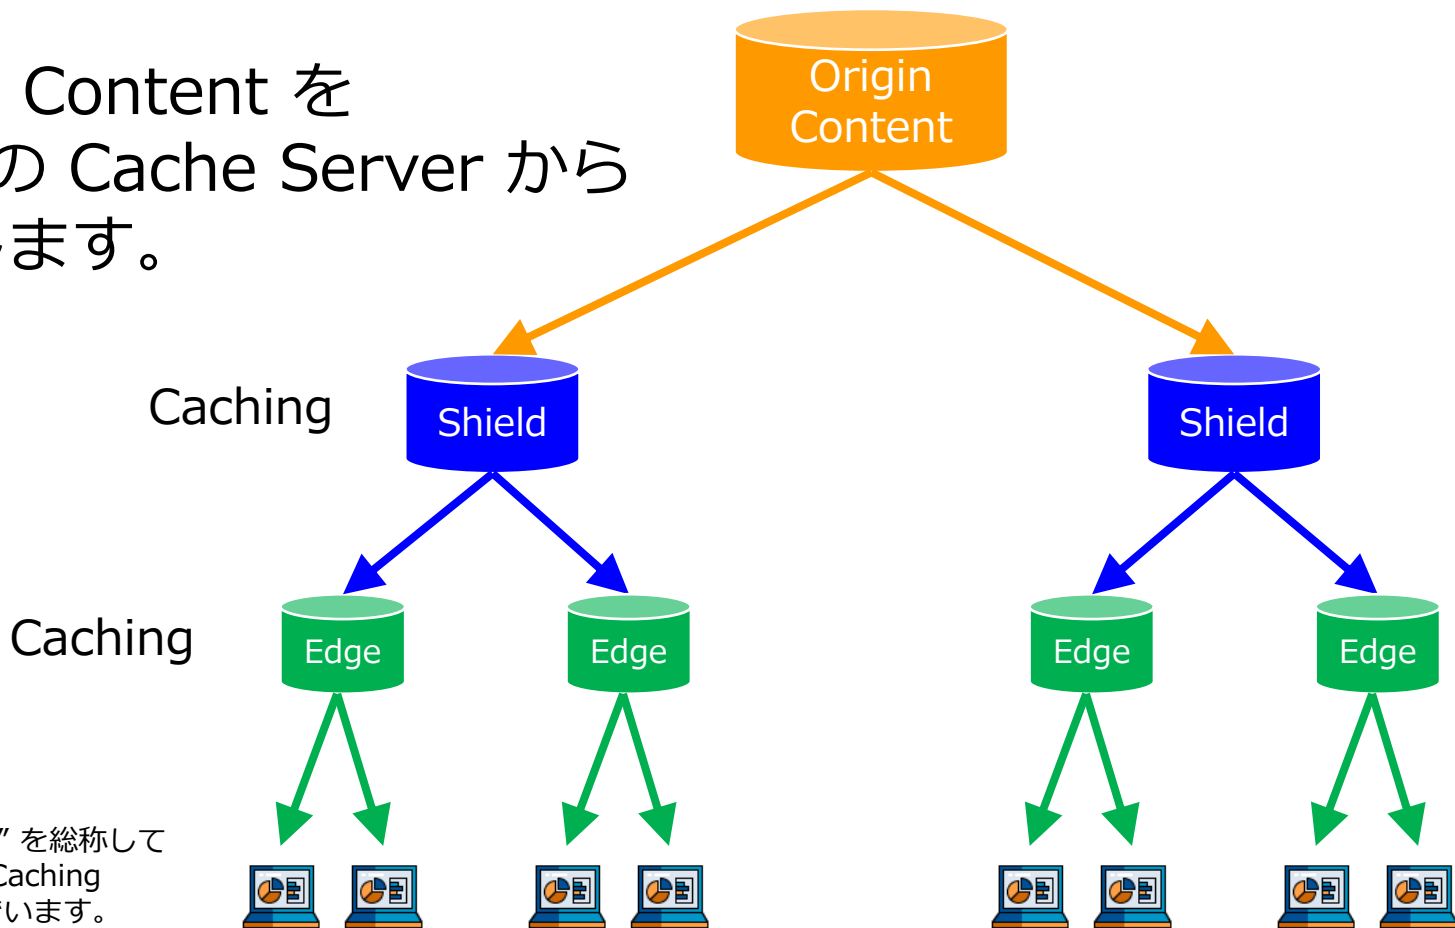 Content を
の Cache Server から
します。
Origin
Content
Caching
Shield
Shield
Caching
Edge
Edge
Edge
Edge
” を総称して
Caching
います。